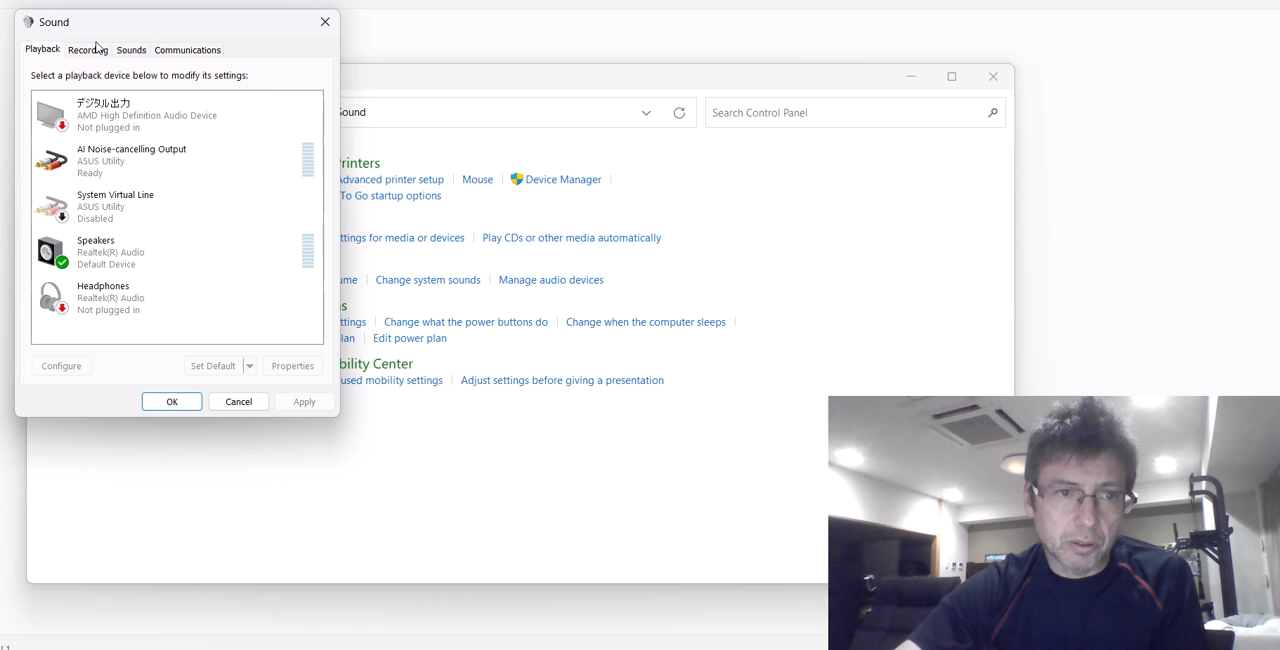 Sound
Playback Recording Sounds Communications
Select a playback device below to modify its settings:
デジタル出力
AMD High Definition Audio Device
Not plugged in
AI Noise-cancelling Output
ASUS Utility
Ready
System Virtual Line
ASUS Utility
Disabled
Speakers
Realtek(R) Audio
Default Device
Headphones
Realtek(R) Audio
Not plugged in
Configure Set Default Properties
OK Cancel Apply
Sound Search Control Panel
rinters
Advanced printer setup Mouse Device Manager
To Go startup options
ttings for media or devices Play CDs or other media automatically
ume Change system sounds Manage audio devices
s
ttings Change what the power buttons do Change when the computer sleeps
lan Edit power plan
bility Center
used mobility settings Adjust settings before giving a presentation